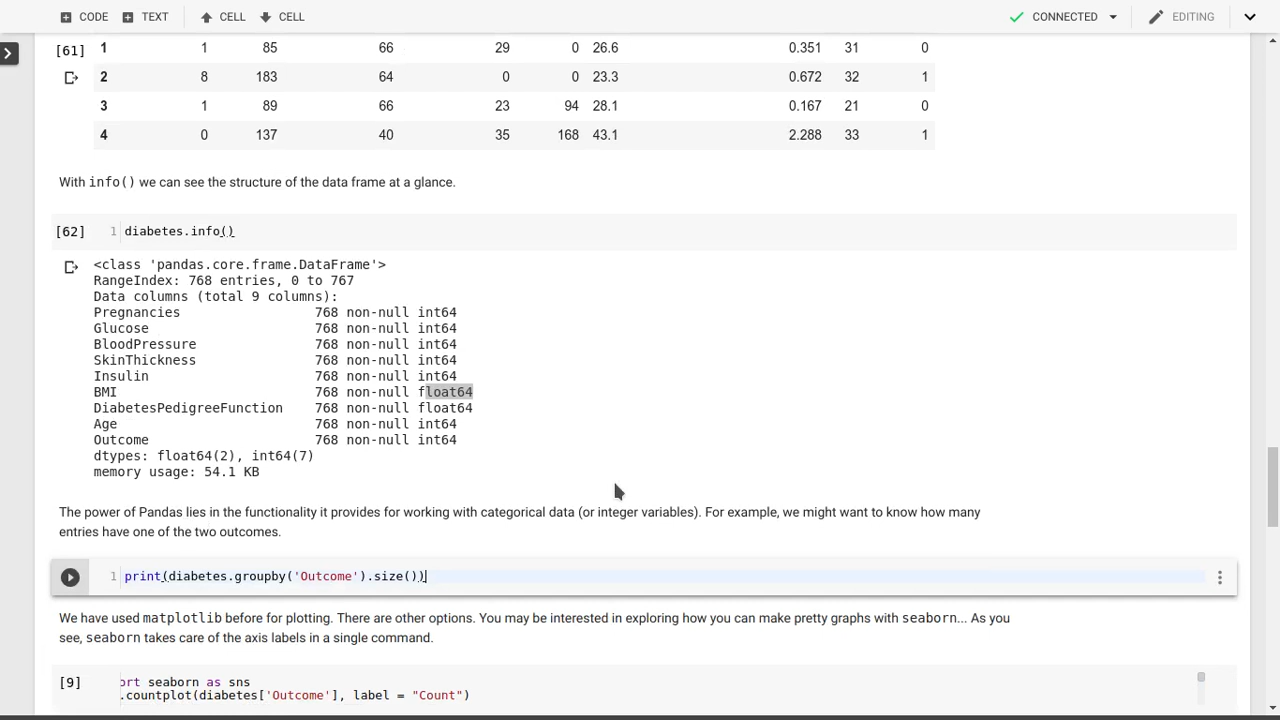 CODE TEXT CELL CELL CONNECTED EDITING
[61] 1 1 85 66 29 0 26.6 0.351 31 0
2 8 183 64 0 0 23.3 0.672 32 1
3 1 89 66 23 94 28.1 0.167 21 0
4 0 137 40 35 168 43.1 2.288 33 1
With info() we can see the structure of the data frame at a glance.
[62] 1 diabetes.info()
<class 'pandas.core.frame.DataFrame'>
RangeIndex: 768 entries, 0 to 767
Data columns (total 9 columns):
Pregnancies 768 non-null int64
Glucose 768 non-null int64
BloodPressure 768 non-null int64
SkinThickness 768 non-null int64
Insulin 768 non-null int64
BMI 768 non-null float64
DiabetesPedigreeFunction 768 non-null float64
Age 768 non-null int64
Outcome 768 non-null int64
dtypes: float64(2), int64(7)
memory usage: 54.1 KB
The power of Pandas lies in the functionality it provides for working with categorical data (or integer variables). For example, we might want to know how many
entries have one of the two outcomes.
1 print(diabetes.groupby('Outcome').size())
We have used matplotlib before for plotting. There are other options. You may be interested in exploring how you can make pretty graphs with seaborn... As you
see, seaborn takes care of the axis labels in a single command.
[9] ort seaborn as sns
.countplot(diabetes['Outcome'], label = "Count")